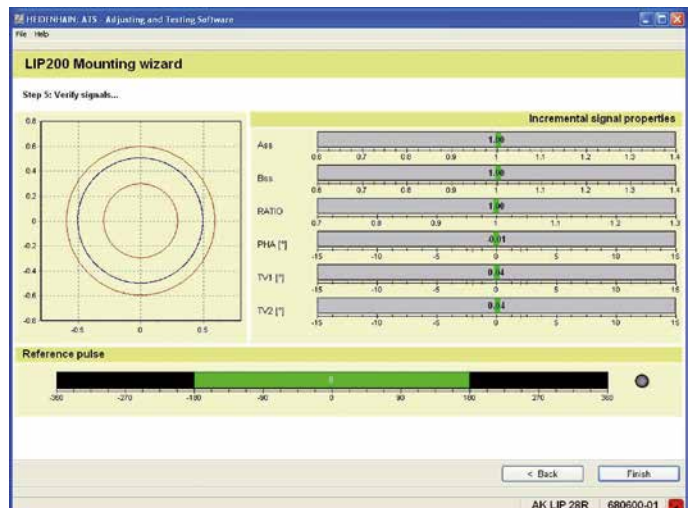 HEIDENHAIN: ATS - Adjusting and Testing Software
File Help
LIP200 Mounting wizard
Step 5: Verify signals...
Incremental signal properties
0.8
0.6
0.4
0.2
0
-0.2
-0.4
-0.6
-0.8
-0.5 0 0.5
Ass 1.00
0.6 0.7 0.8 0.9 1 1.1 1.2 1.3 1.4
Bss 1.00
0.6 0.7 0.8 0.9 1 1.1 1.2 1.3 1.4
RATIO 1.00
0.7 0.8 0.9 1 1.1 1.2 1.3
PHA [°] -0.01
-15 -10 -5 0 5 10 15
TV1 [°] 0.04
-15 -10 -5 0 5 10 15
TV2 [°] 0.04
-15 -10 -5 0 5 10 15
Reference pulse
-360 -270 -180 -90 0 90 180 270 360
< Back Finish
AK LIP 28R 680600-01